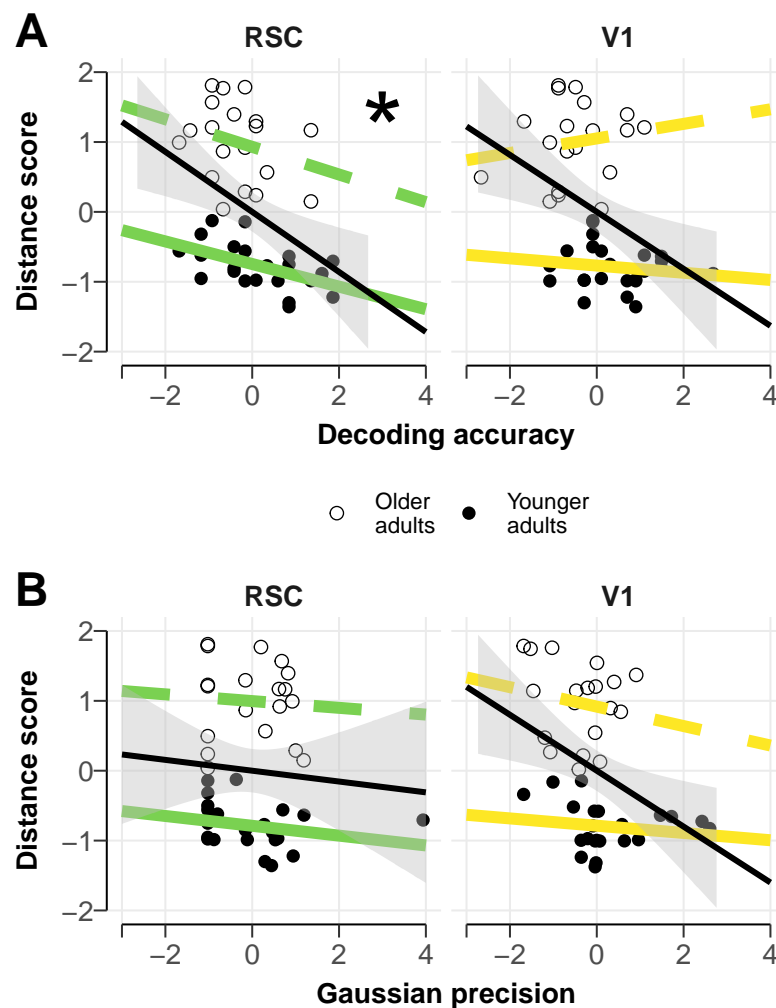 A
RSC
V1
Distance score
2
1
0
−1
−2
*
−2
0
2
4
−2
0
2
4
Decoding accuracy
Older
adults
Younger
adults
B
RSC
V1
Distance score
2
1
0
−1
−2
−2
0
2
4
−2
0
2
4
Gaussian precision